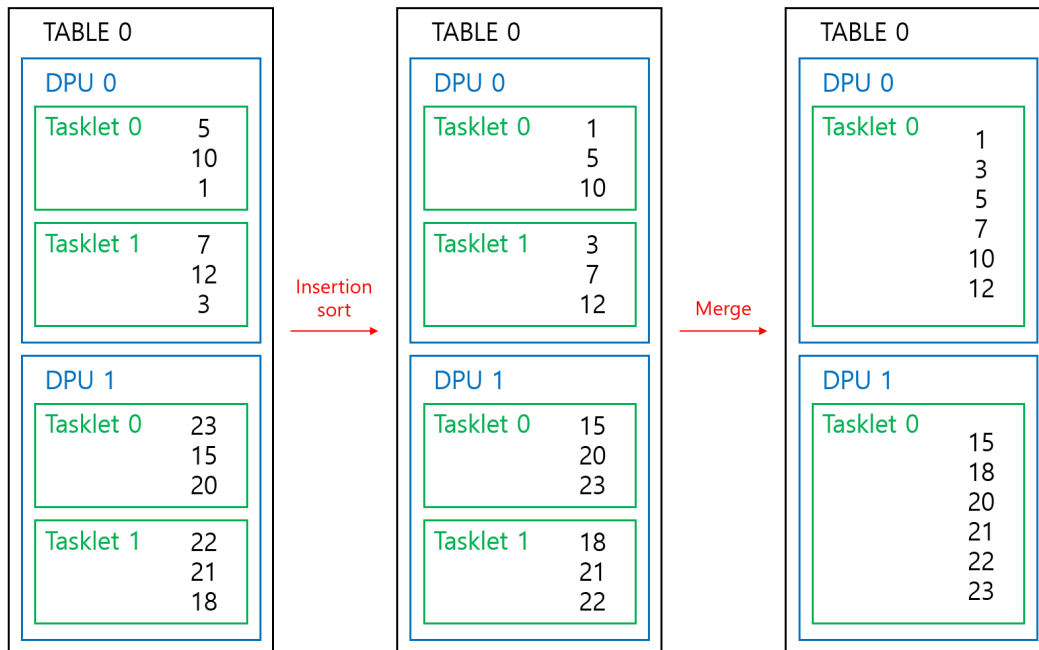 TABLE 0
DPU 0
Tasklet 0
5
10
1
Tasklet 1
7
12
3
DPU 1
Tasklet 0
23
15
20
Tasklet 1
22
21
18
Insertion
sort
TABLE 0
DPU 0
Tasklet 0
1
5
10
Tasklet 1
3
7
12
DPU 1
Tasklet 0
15
20
23
Tasklet 1
18
21
22
Merge
TABLE 0
DPU 0
Tasklet 0
1
3
5
7
10
12
DPU 1
Tasklet 0
15
18
20
21
22
23